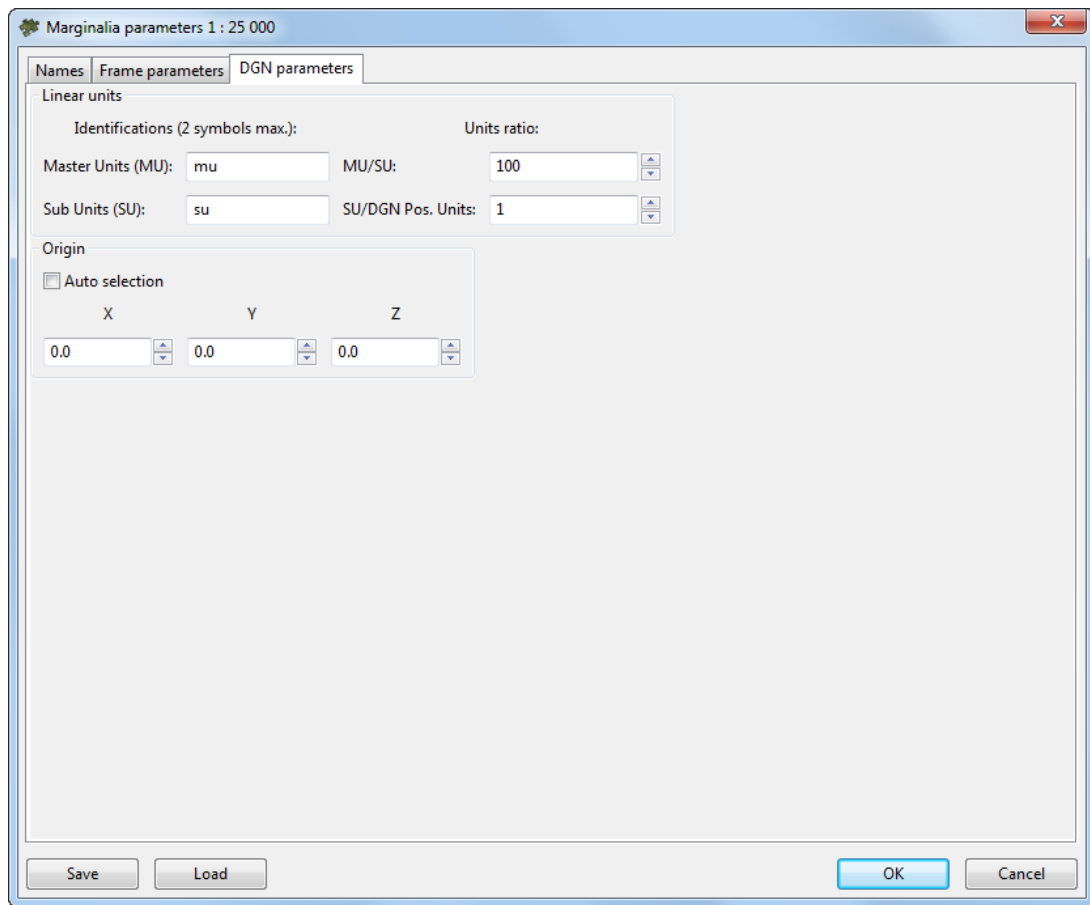 Marginalia parameters 1 : 25 000
Names Frame parameters DGN parameters
Linear units
Identifications (2 symbols max.): Units ratio:
Master Units (MU): mu MU/SU: 100
Sub Units (SU): su SU/DGN Pos. Units: 1
Origin
Auto selection
X Y Z
0.0 0.0 0.0
Save Load OK Cancel